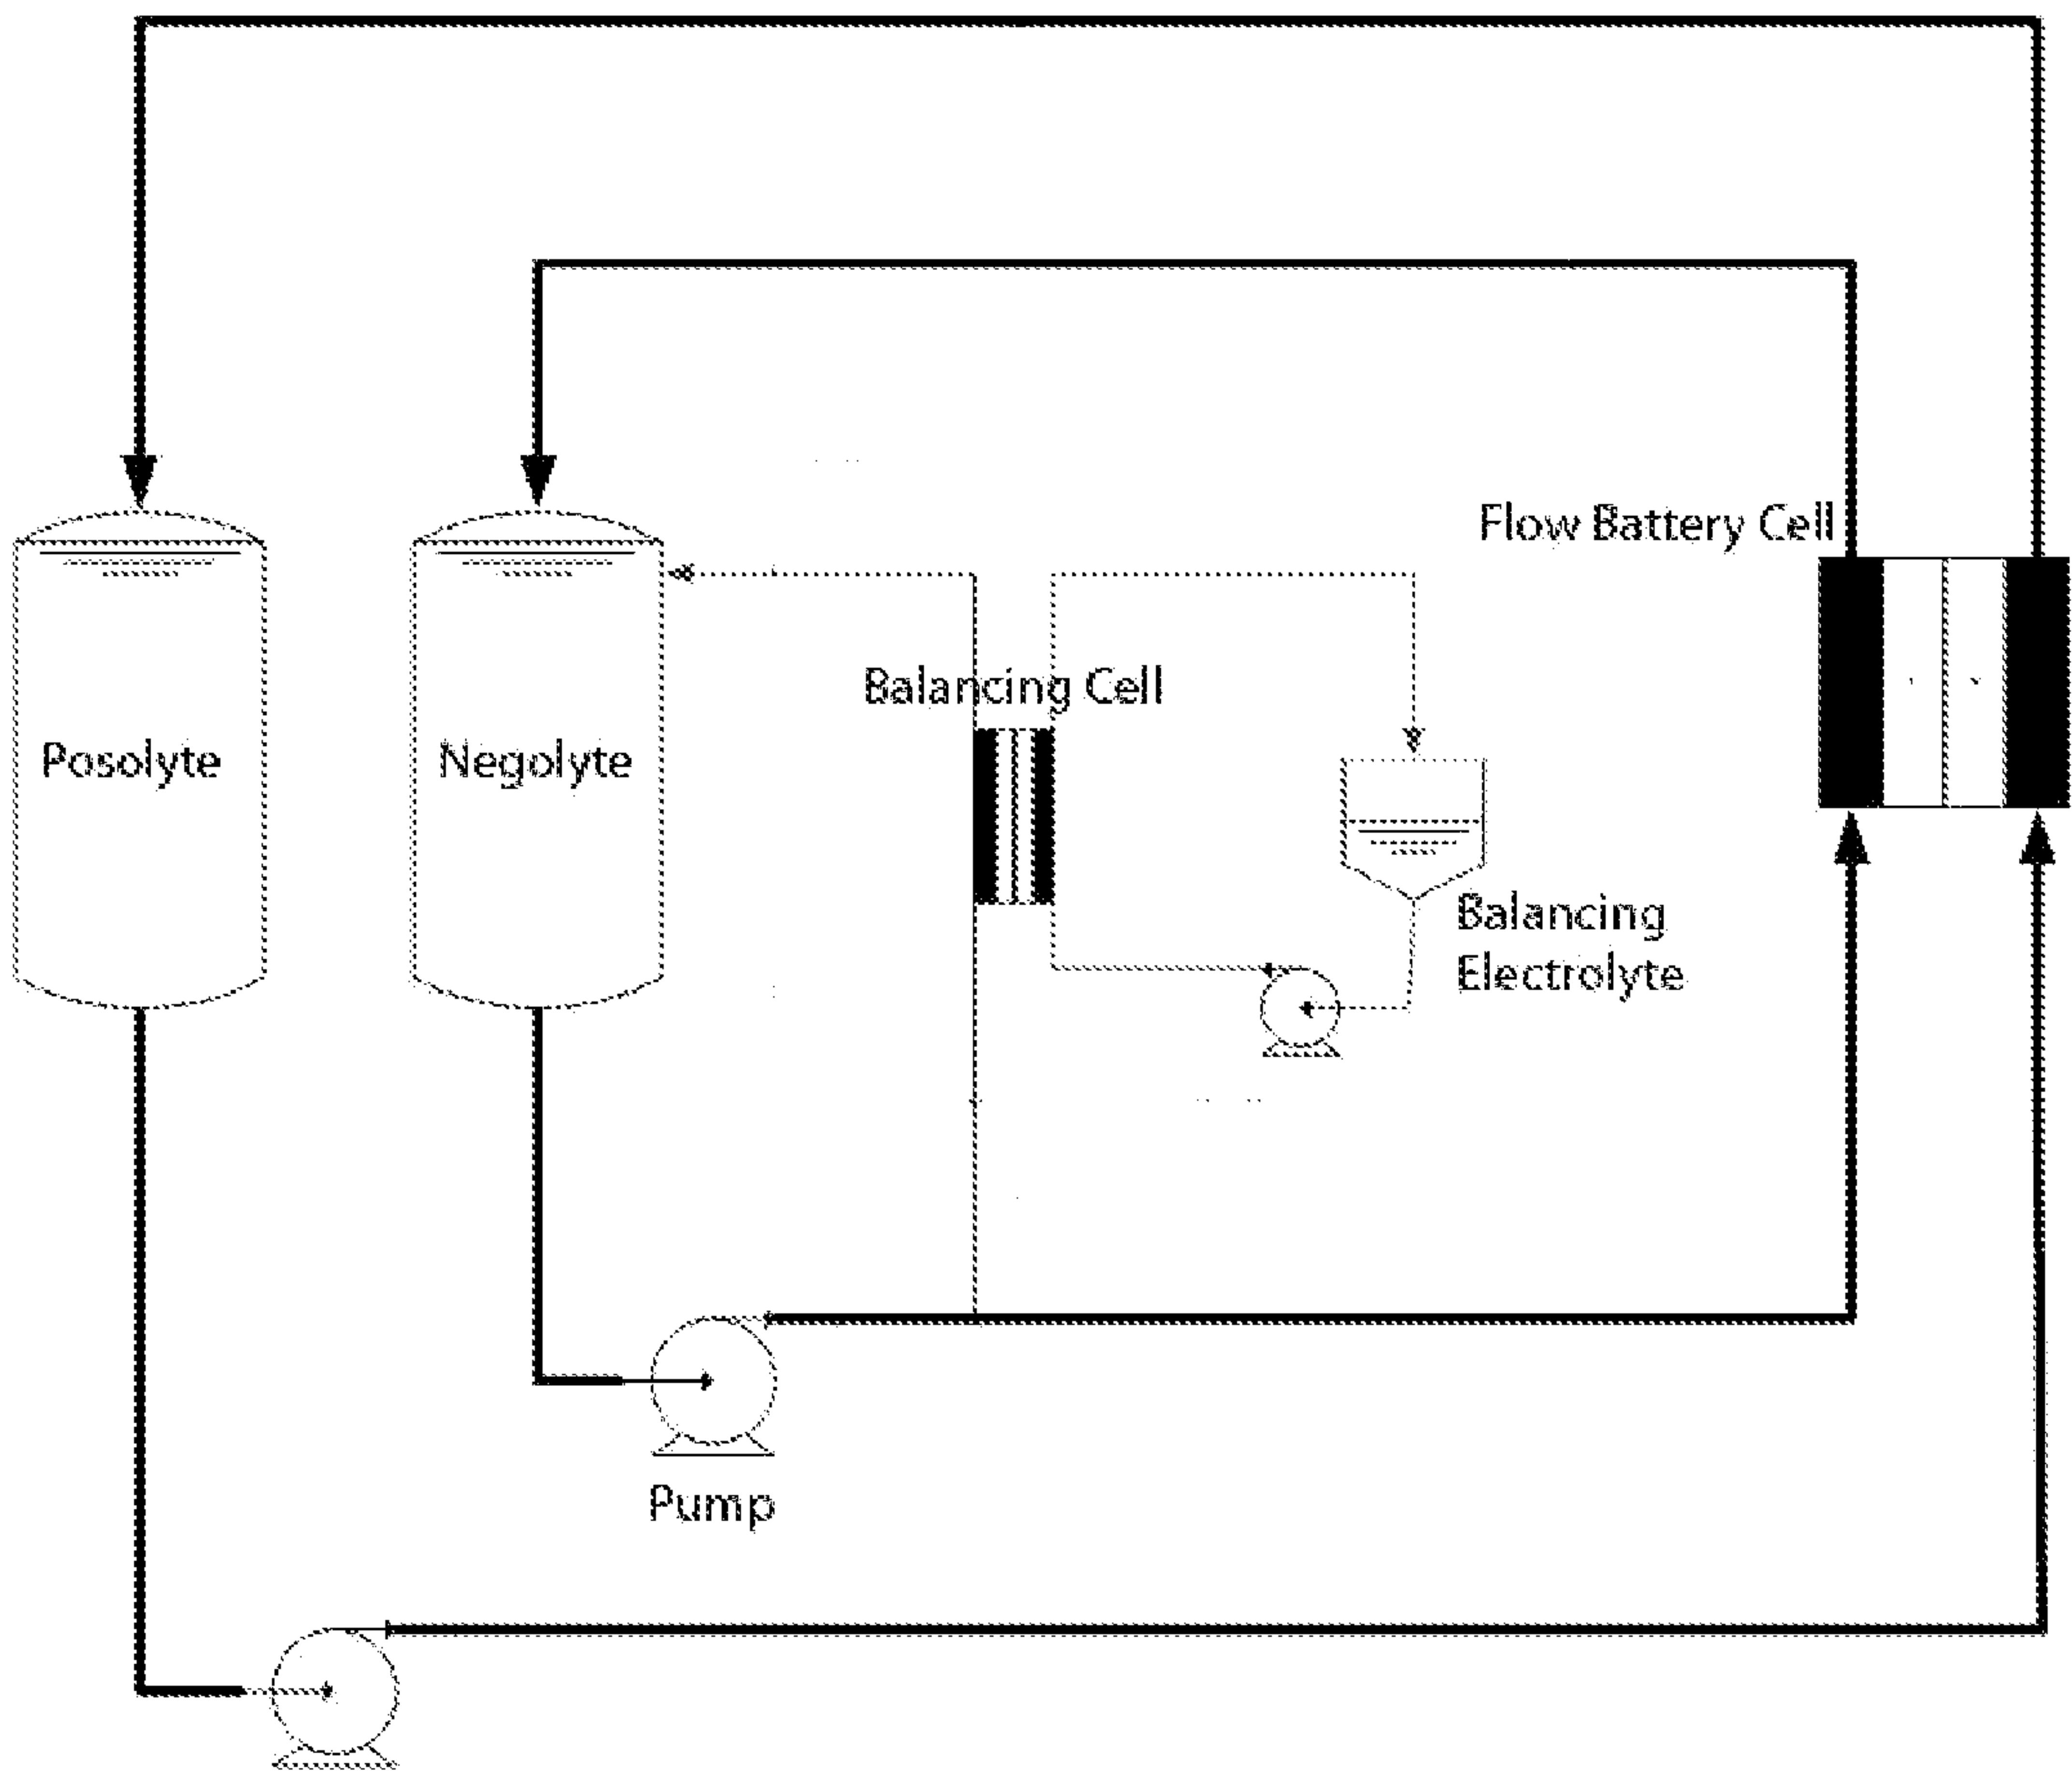 Flow Battery Cell
Balancing Cell
Posolyte
Negolyte
Balancing
Electrolyte
Pump